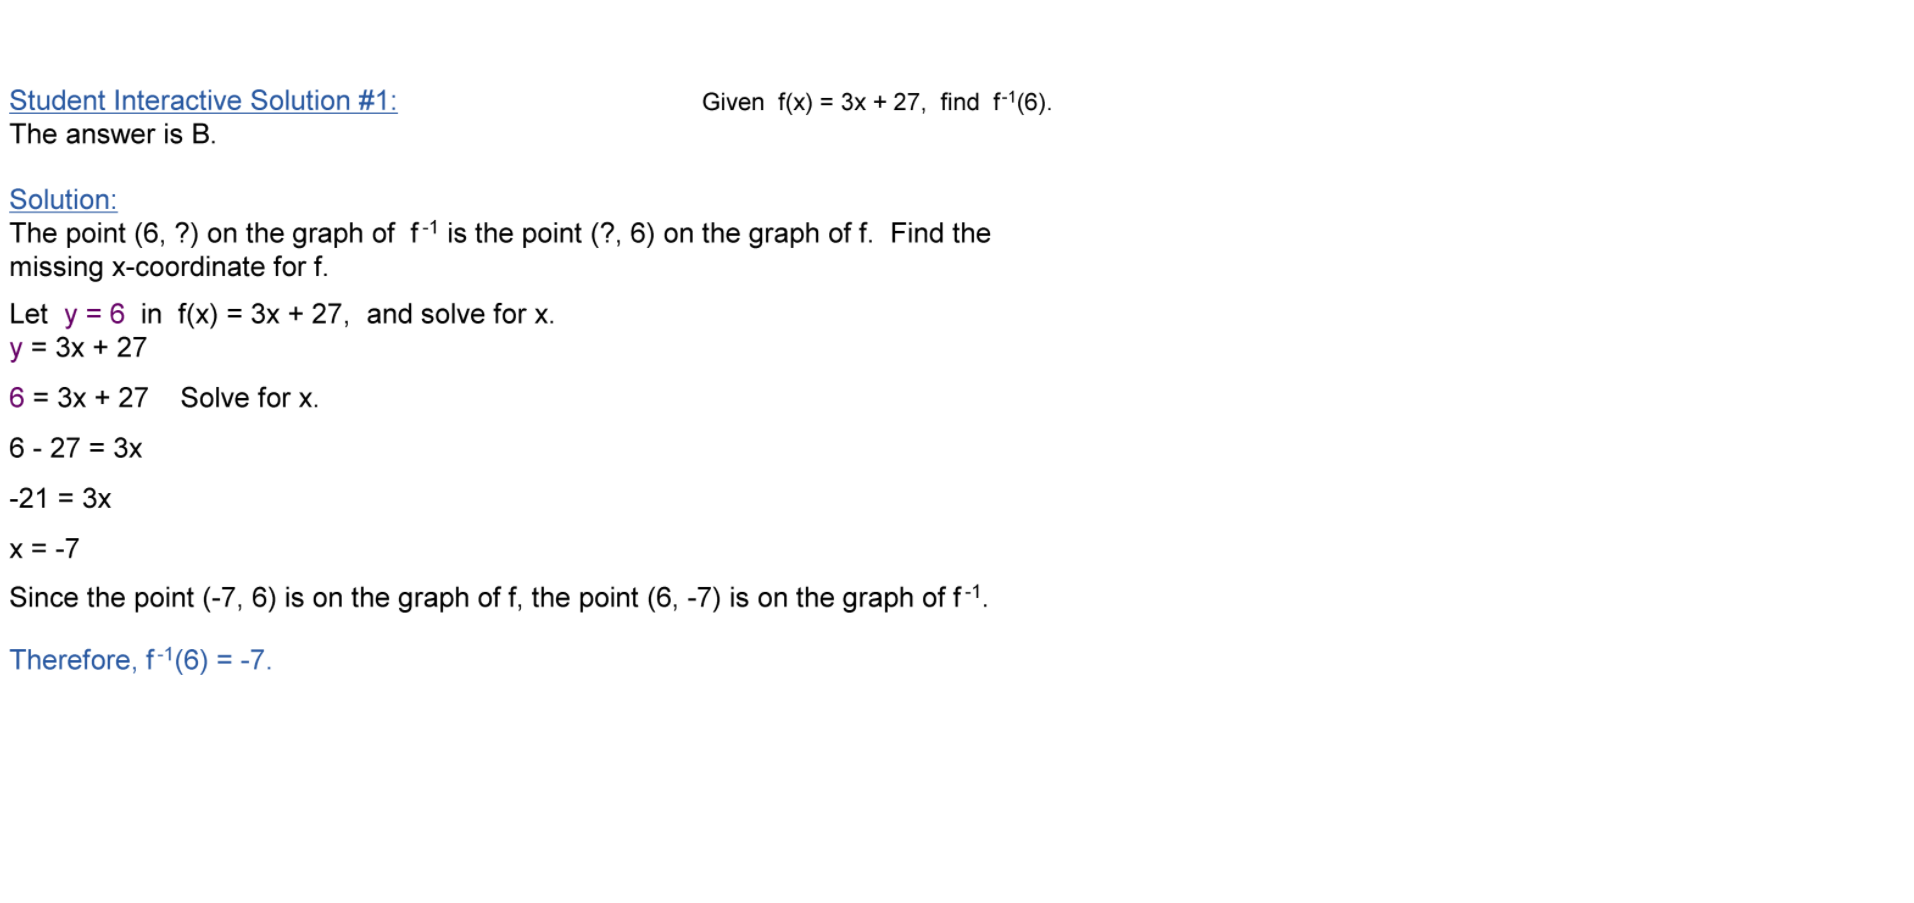 Student Interactive Solution #1:
Given f(x) = 3x + 27, find f⁻¹(6).
The answer is B.
Solution:
The point (6, ?) on the graph of f⁻¹ is the point (?, 6) on the graph of f. Find the
missing x-coordinate for f.
Let y = 6 in f(x) = 3x + 27, and solve for x.
y = 3x + 27
6 = 3x + 27 Solve for x.
6 - 27 = 3x
-21 = 3x
x = -7
Since the point (-7, 6) is on the graph of f, the point (6, -7) is on the graph of f⁻¹.
Therefore, f⁻¹(6) = -7.